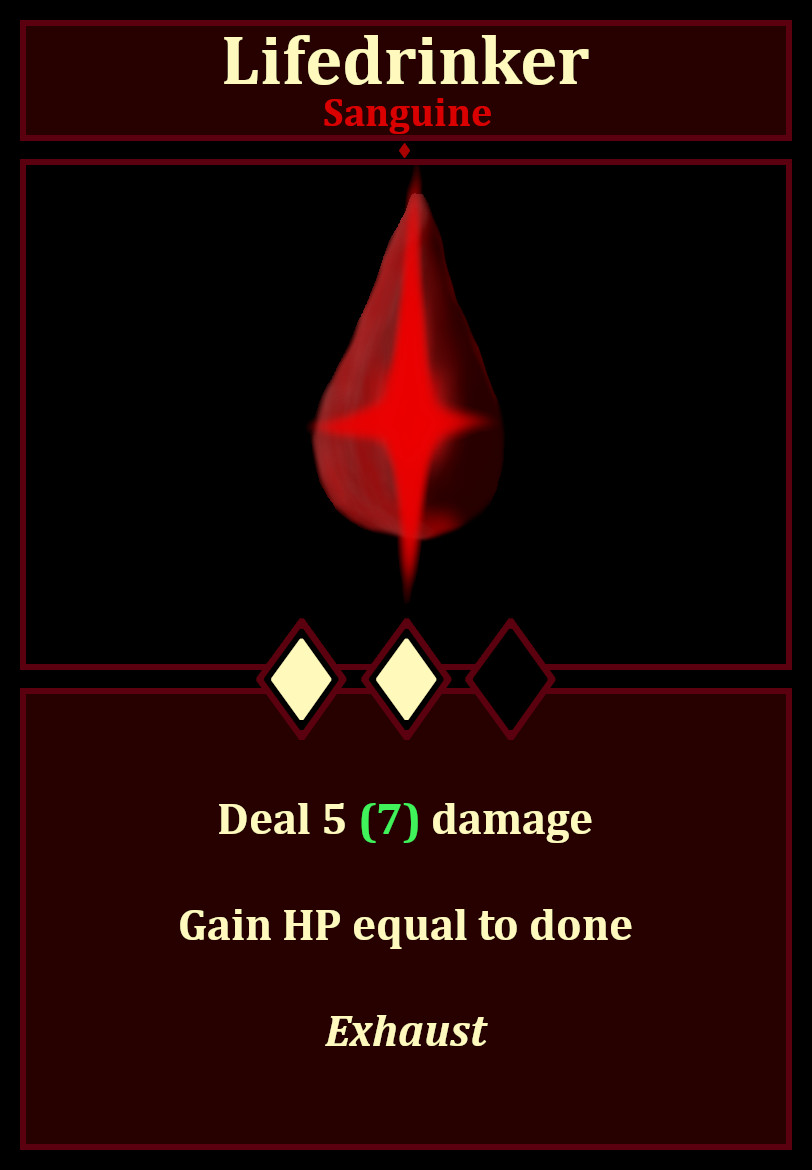 Lifedrinker
Sanguine
Deal 5 (7) damage
Gain HP equal to done
Exhaust